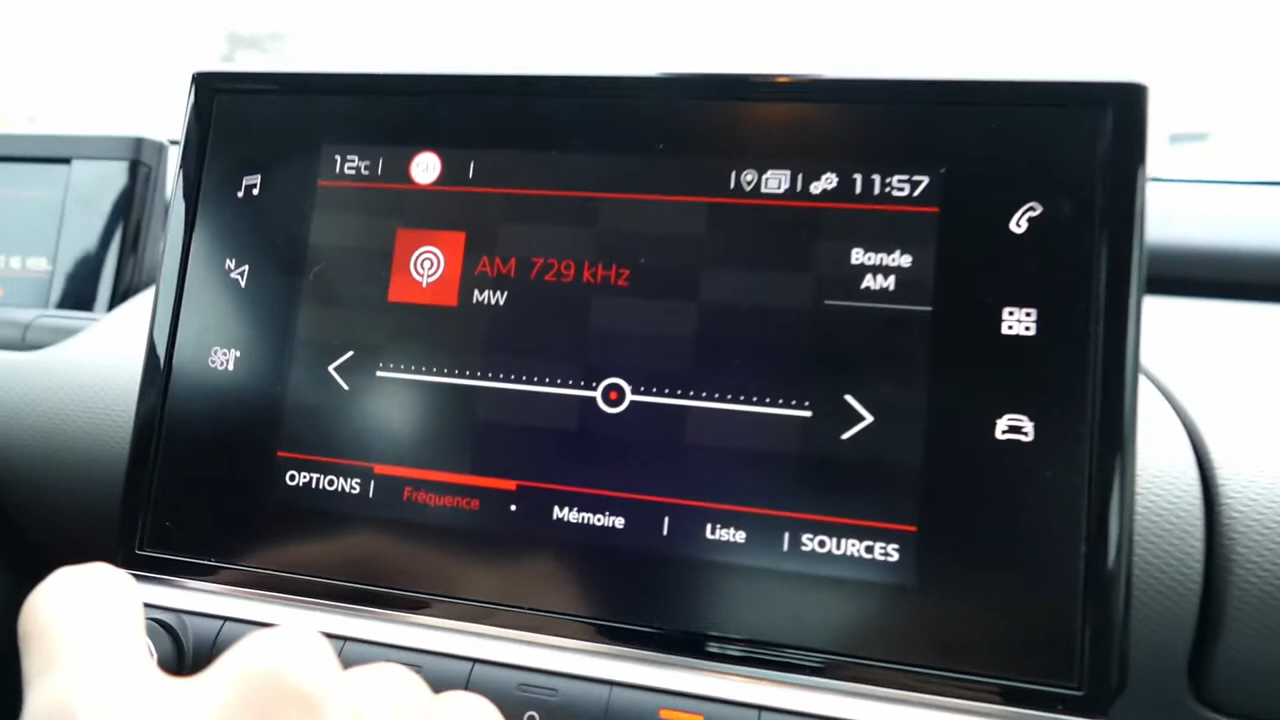 12°C
11:57
AM 729 kHz
MW
Bande
AM
N
OPTIONS | Fréquence • Mémoire | Liste | SOURCES